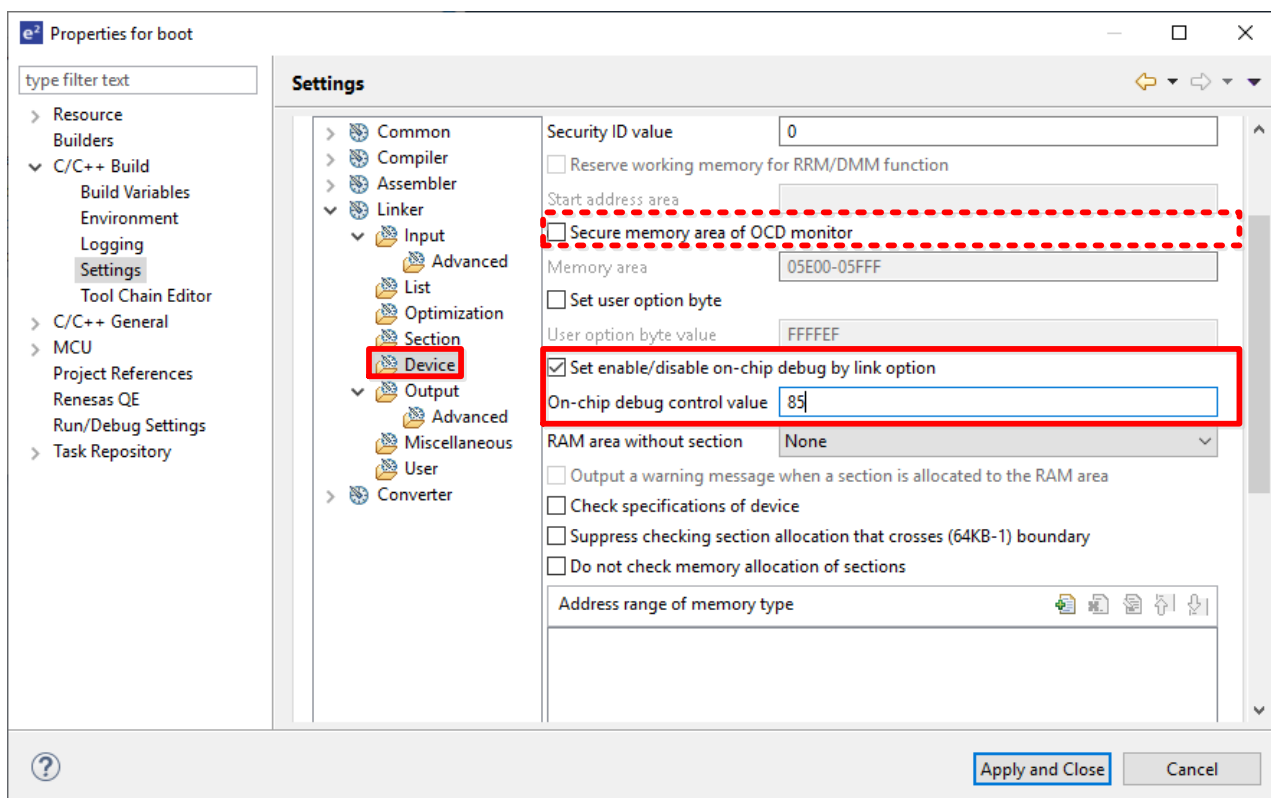 e² Properties for boot
type filter text
Resource
Builders
C/C++ Build
Build Variables
Environment
Logging
Settings
Tool Chain Editor
C/C++ General
MCU
Project References
Renesas QE
Run/Debug Settings
Task Repository
Settings
Common
Compiler
Assembler
Linker
Input
Advanced
List
Optimization
Section
Device
Output
Advanced
Miscellaneous
User
Converter
Security ID value 0
Reserve working memory for RRM/DMM function
Start address area
Secure memory area of OCD monitor
Memory area 05E00-05FFF
Set user option byte
User option byte value FFFFEF
Set enable/disable on-chip debug by link option
On-chip debug control value 85
RAM area without section None
Output a warning message when a section is allocated to the RAM area
Check specifications of device
Suppress checking section allocation that crosses (64KB-1) boundary
Do not check memory allocation of sections
Address range of memory type
?
Apply and Close Cancel